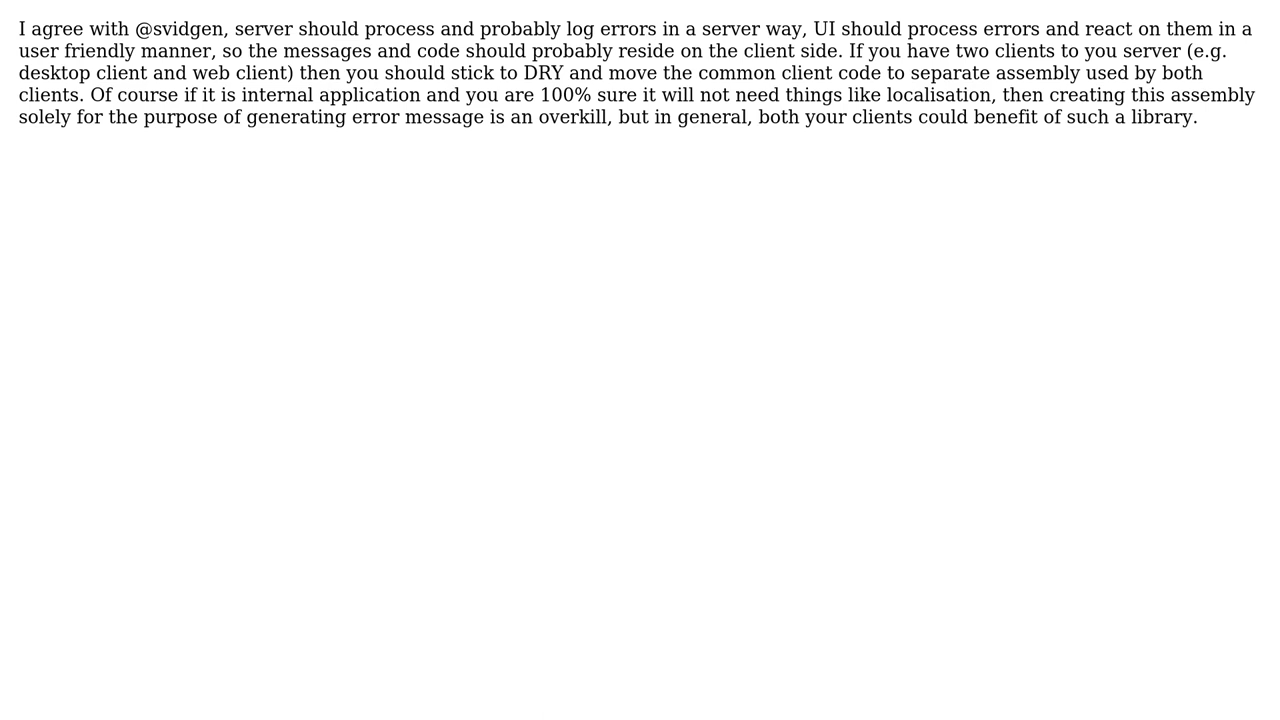 I agree with @svidgen, server should process and probably log errors in a server way, UI should process errors and react on them in a
user friendly manner, so the messages and code should probably reside on the client side. If you have two clients to you server (e.g.
desktop client and web client) then you should stick to DRY and move the common client code to separate assembly used by both
clients. Of course if it is internal application and you are 100% sure it will not need things like localisation, then creating this assembly
solely for the purpose of generating error message is an overkill, but in general, both your clients could benefit of such a library.